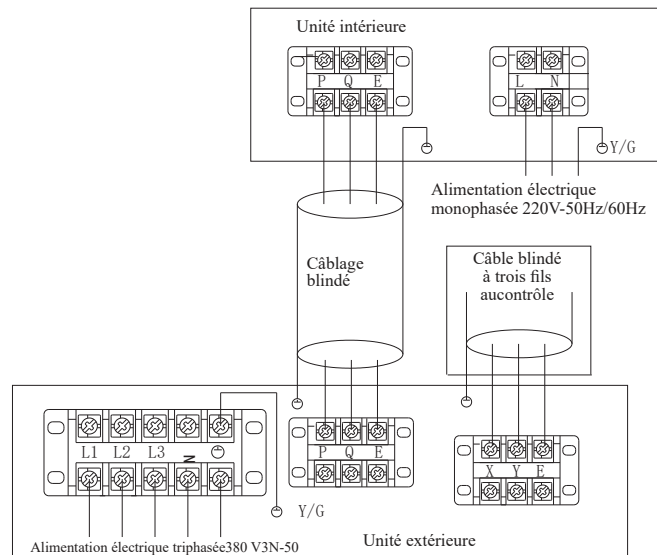 Unité intérieure
P Q E
L N
Y/G
Alimentation électrique
monophasée 220V-50Hz/60Hz
Câblage
blindé
Câble blindé
à trois fils
aucontrôle
L1 L2 L3 N
P Q E
X Y E
Y/G
Alimentation électrique triphasée380 V3N-50
Unité extérieure